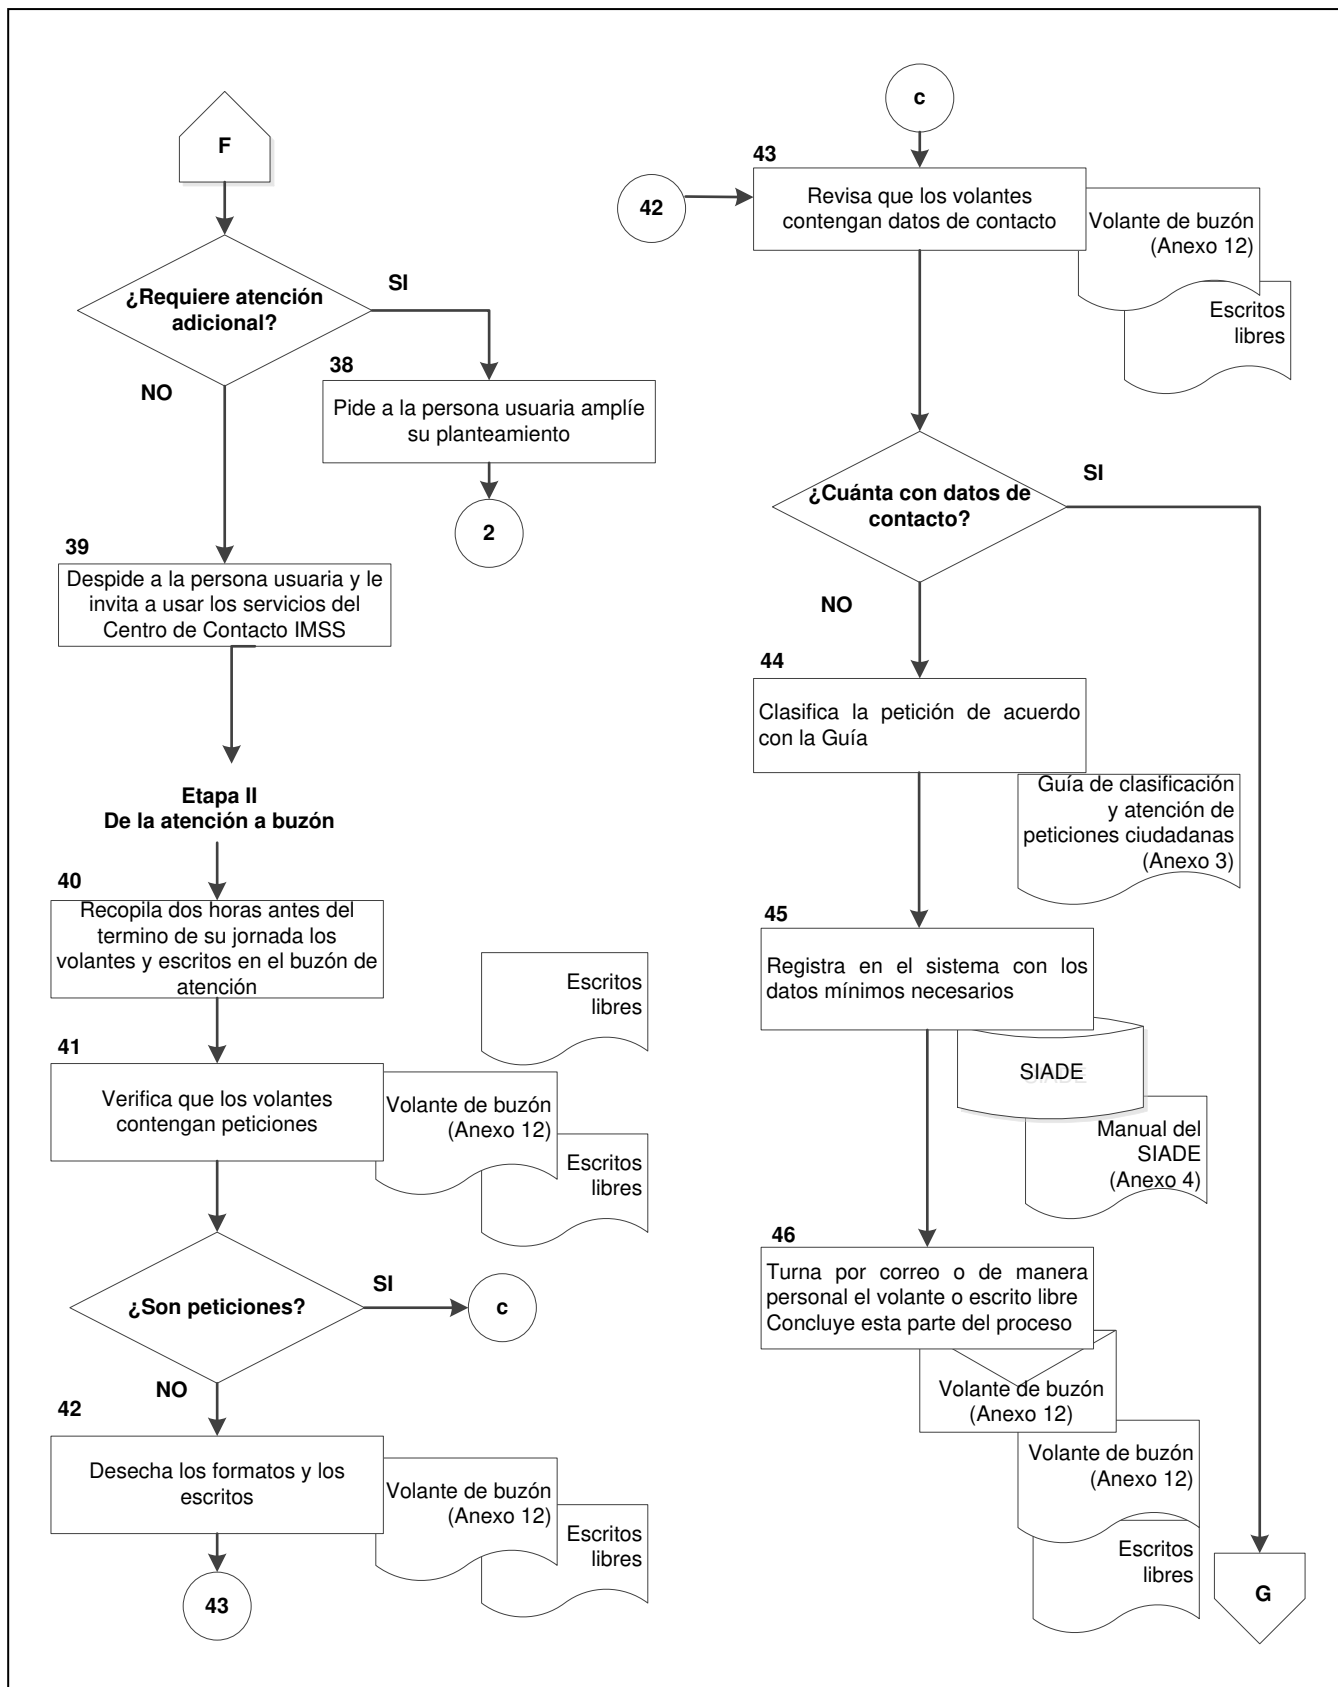 F
¿Requiere atención
adicional?
SI
NO
38
Pide a la persona usuaria amplíe
su planteamiento
2
39
Despide a la persona usuaria y le
invita a usar los servicios del
Centro de Contacto IMSS
Etapa II
De la atención a buzón
40
Recopila dos horas antes del
termino de su jornada los
volantes y escritos en el buzón de
atención
Escritos
libres
41
Verifica que los volantes
contengan peticiones
Volante de buzón
(Anexo 12)
Escritos
libres
¿Son peticiones?
SI
c
NO
42
Desecha los formatos y los
escritos
Volante de buzón
(Anexo 12)
Escritos
libres
43
c
43
42
Revisa que los volantes
contengan datos de contacto
Volante de buzón
(Anexo 12)
Escritos
libres
¿Cuánta con datos de
contacto?
SI
NO
44
Clasifica la petición de acuerdo
con la Guía
Guía de clasificación
y atención de
peticiones ciudadanas
(Anexo 3)
45
Registra en el sistema con los
datos mínimos necesarios
SIADE
Manual del
SIADE
(Anexo 4)
46
Turna por correo o de manera
personal el volante o escrito libre
Concluye esta parte del proceso
Volante de buzón
(Anexo 12)
Volante de buzón
(Anexo 12)
Escritos
libres
G